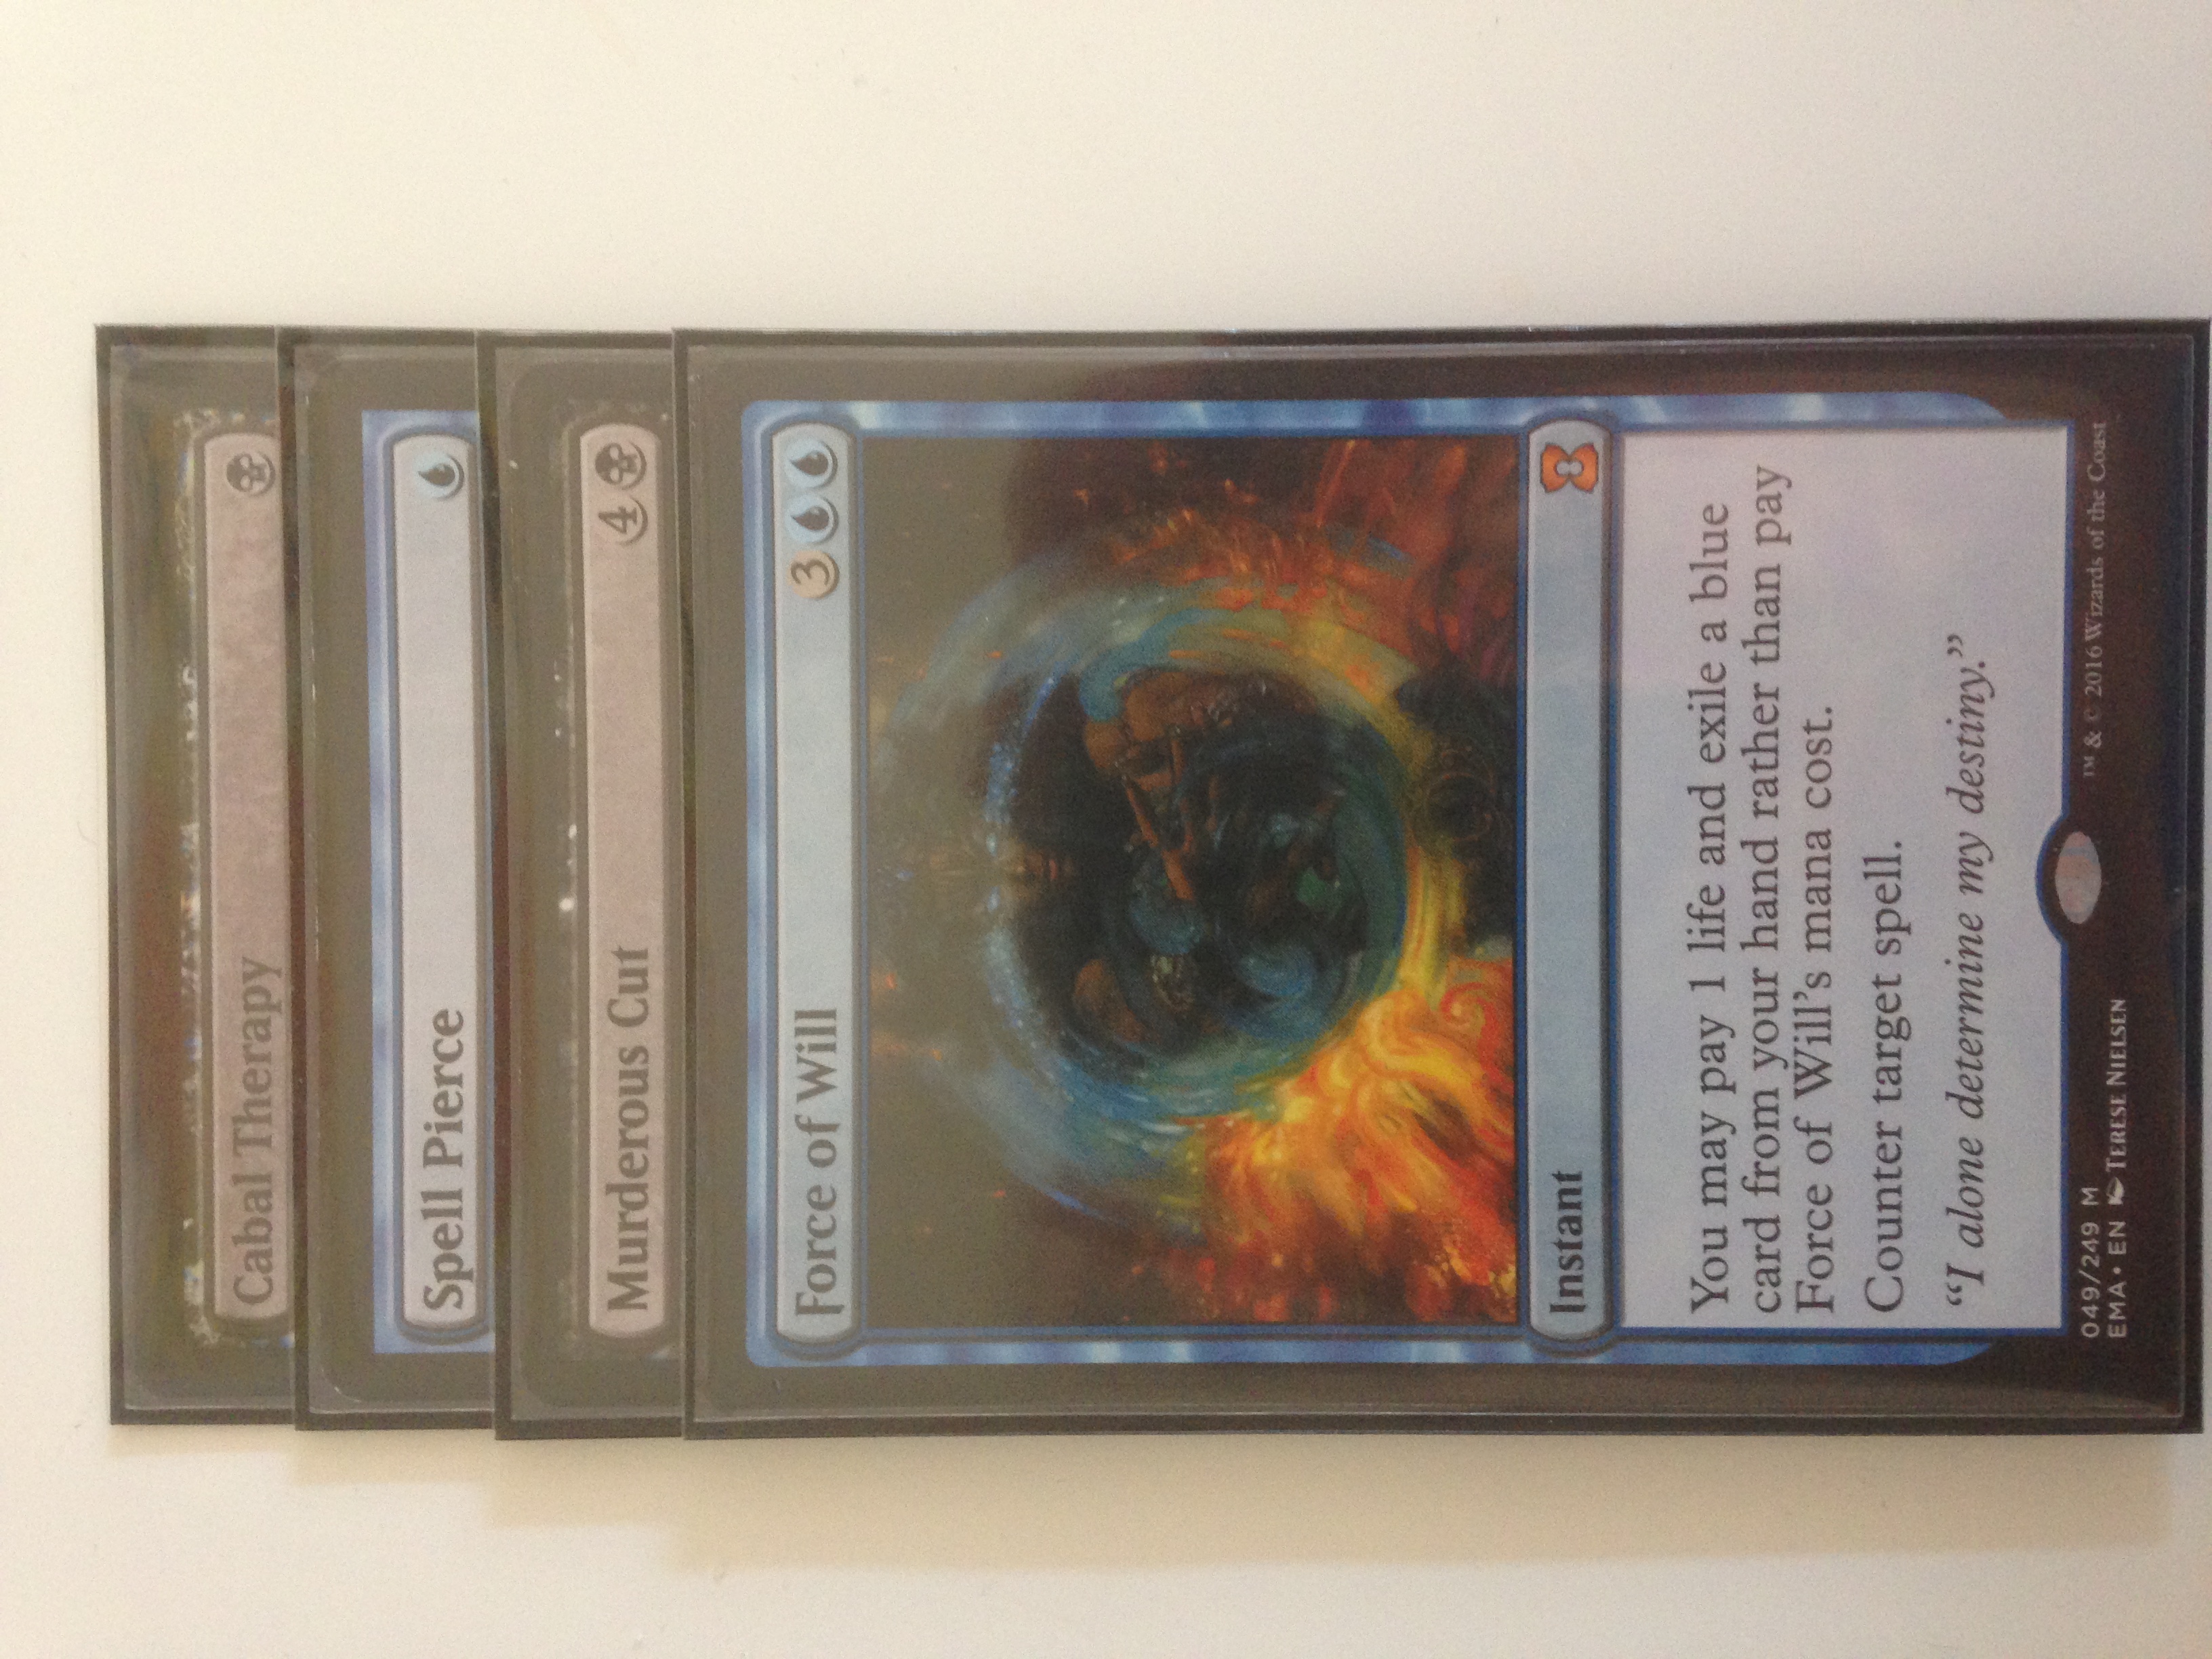 Cabal Therapy
Spell Pierce
Murderous Cut 4
Force of Will 3
Instant
You may pay 1 life and exile a blue
card from your hand rather than pay
Force of Will's mana cost.
Counter target spell.
“I alone determine my destiny.”
049/249 M
EMA • EN TERESE NIELSEN
™ & © 2016 Wizards of the Coast